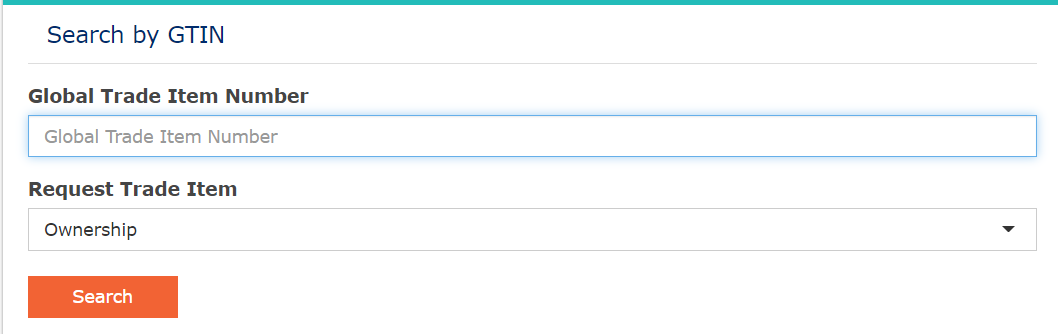 Search by GTIN
Global Trade Item Number
Global Trade Item Number
Request Trade Item
Ownership
Search